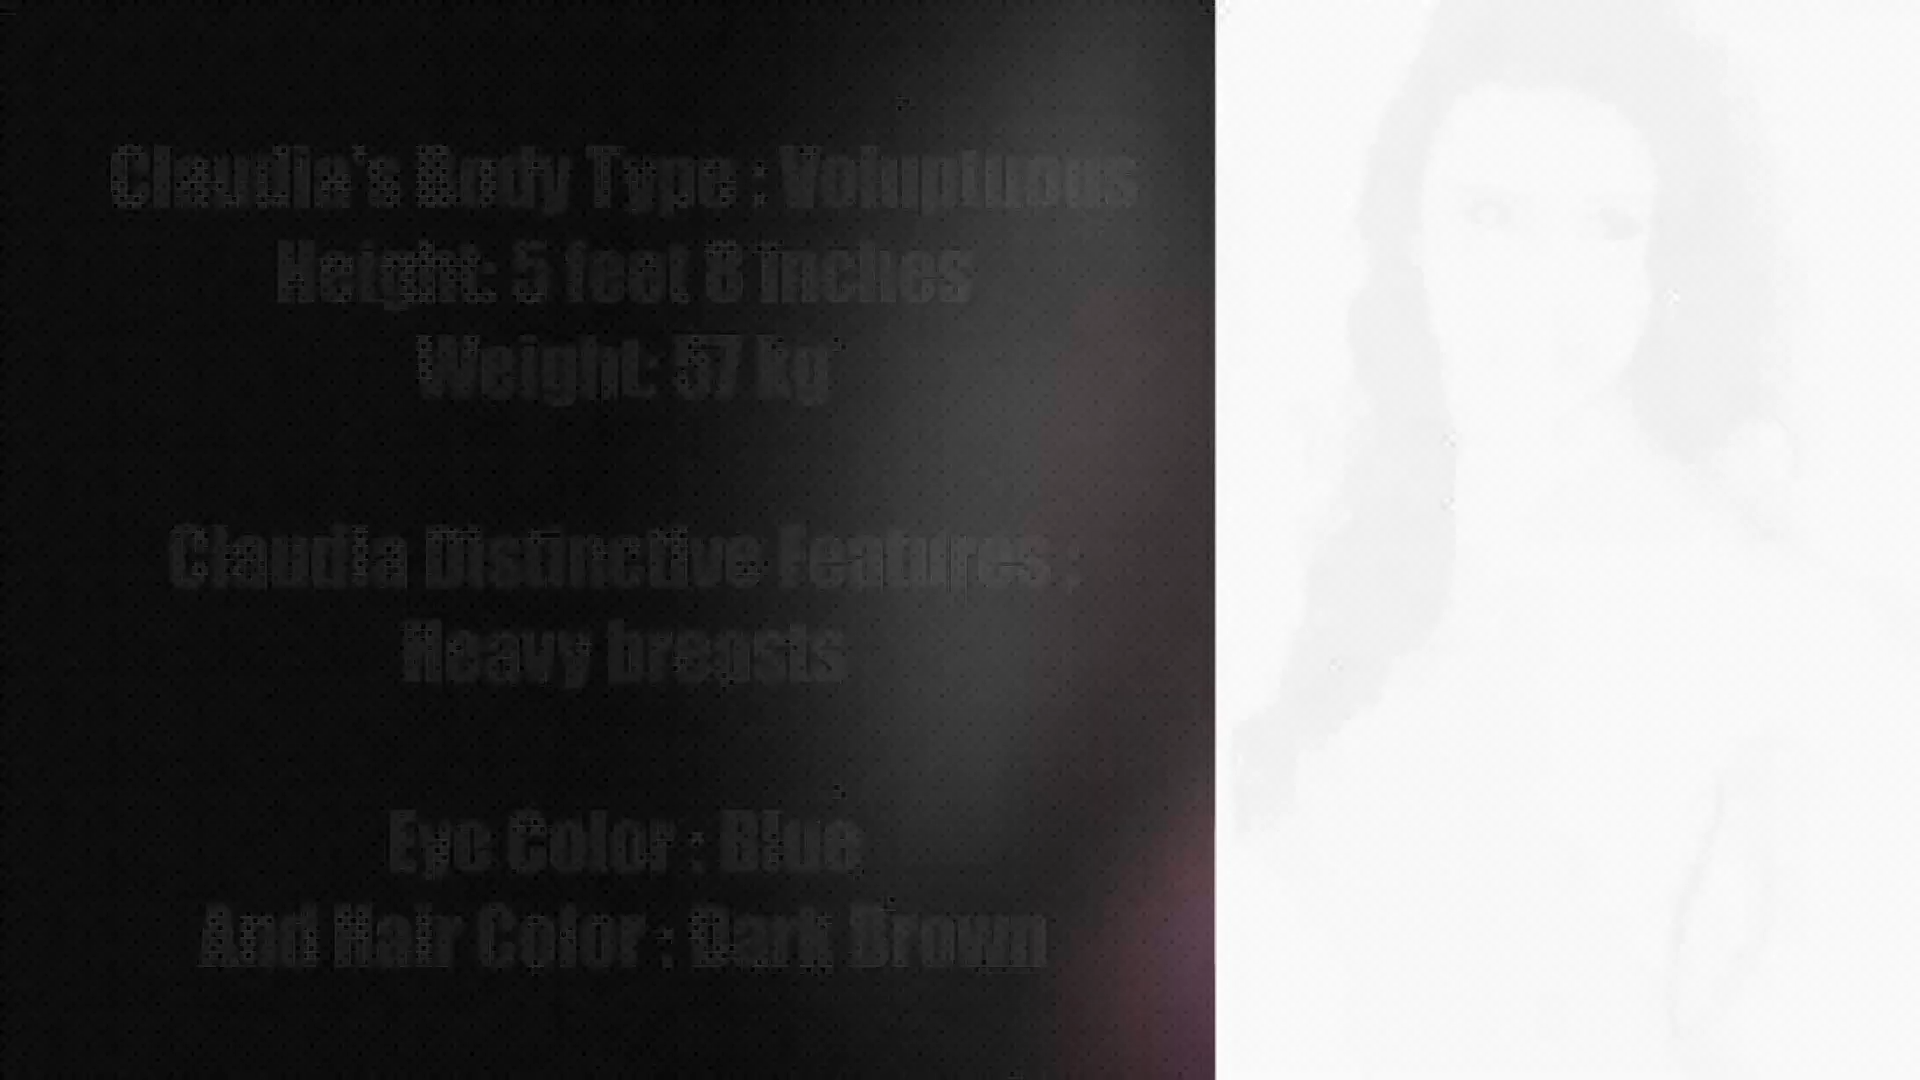 Claudia's Body Type : Voluptuous
Height: 5 feet 8 inches
Weight: 57 kg
Claudia Distinctive Features :
Heavy breasts
Eye Color : Blue
And Hair Color : Dark Brown